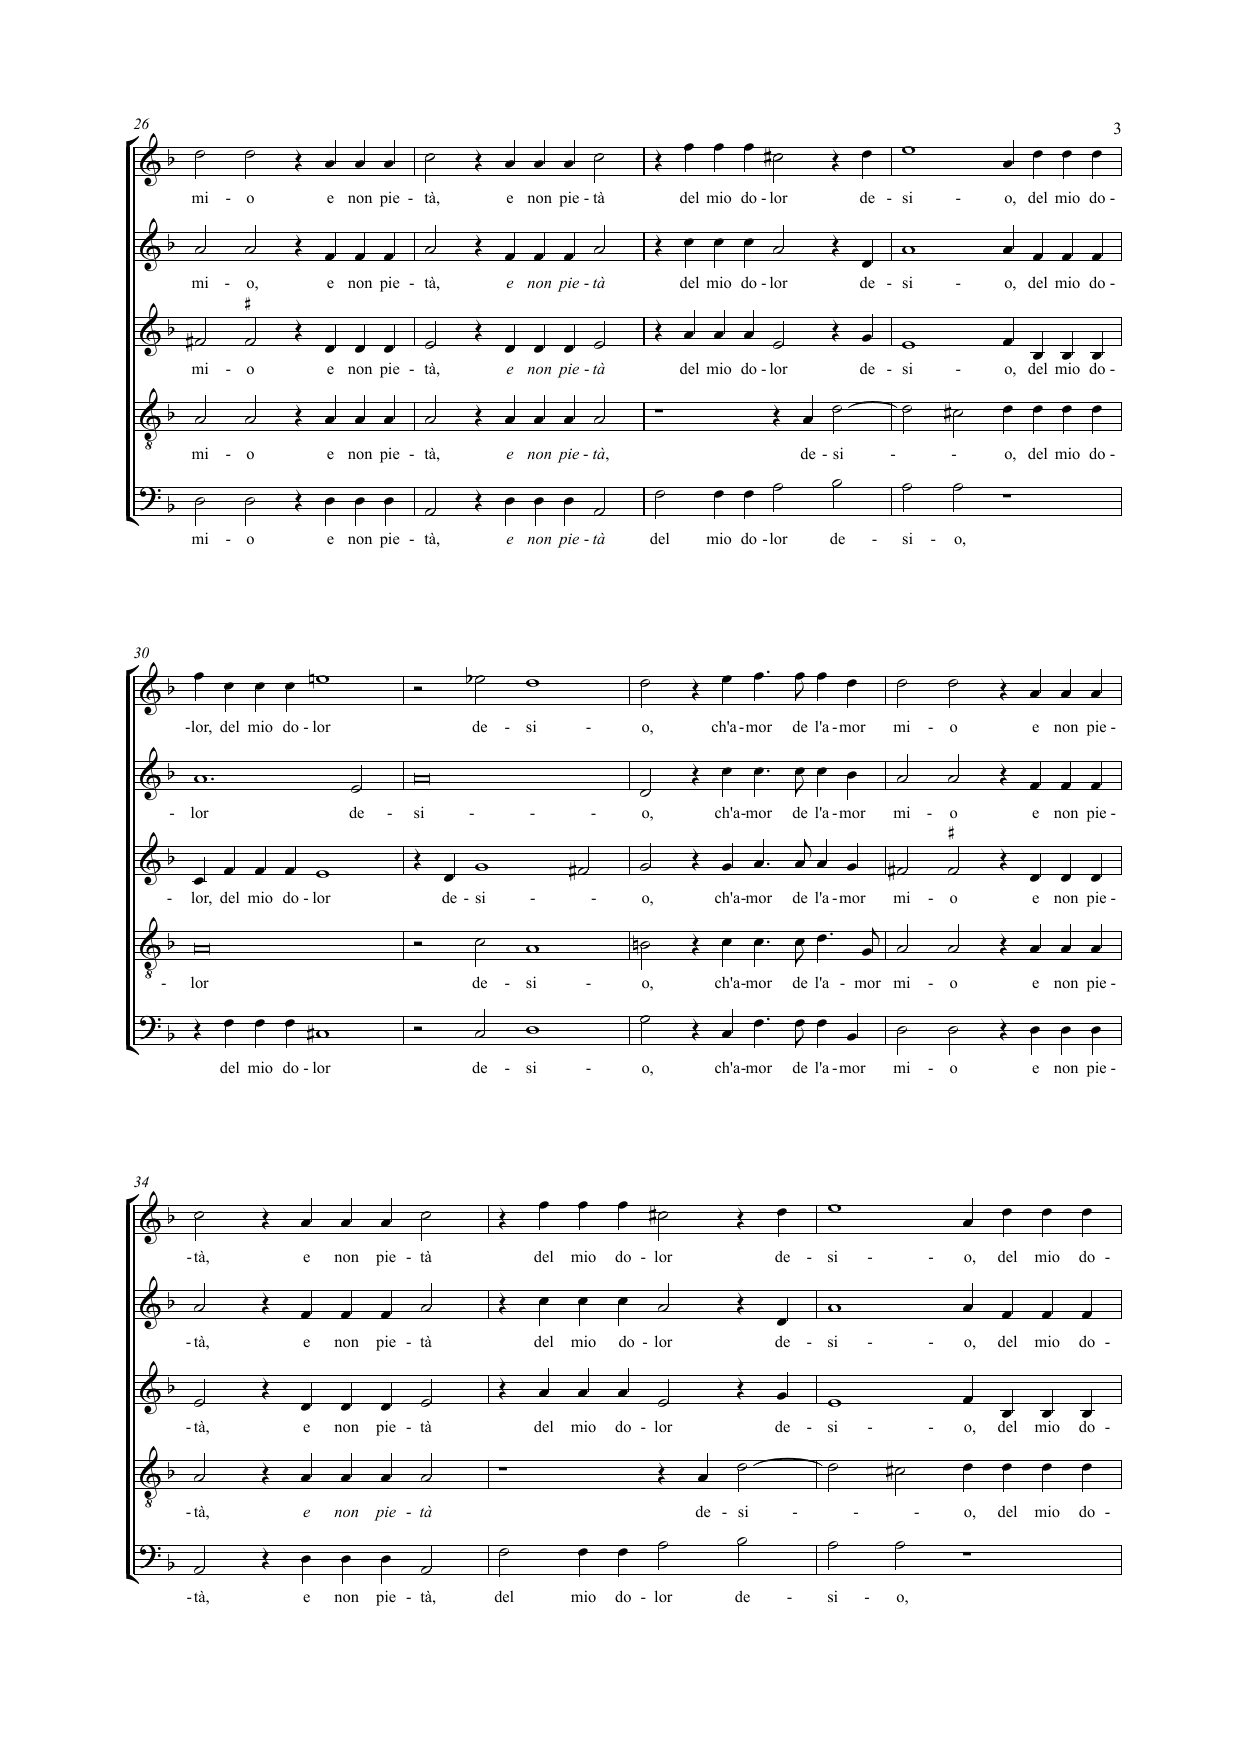 26
3
mi - o e non pie - tà, e non pie - tà del mio do - lor de - si - o, del mio do -
mi - o, e non pie - tà, e non pie - tà del mio do - lor de - si - o, del mio do -
mi - o e non pie - tà, e non pie - tà del mio do - lor de - si - o, del mio do -
mi - o e non pie - tà, e non pie - tà, de - si - - o, del mio do -
mi - o e non pie - tà, e non pie - tà del mio do - lor de - si - o,
30
-lor, del mio do - lor de - si - o, ch'a - mor de l'a - mor mi - o e non pie -
- lor de - si - - - o, ch'a - mor de l'a - mor mi - o e non pie -
- lor, del mio do - lor de - si - - o, ch'a - mor de l'a - mor mi - o e non pie -
- lor de - si - o, ch'a - mor de l'a - mor mi - o e non pie -
del mio do - lor de - si - o, ch'a - mor de l'a - mor mi - o e non pie -
34
- tà, e non pie - tà del mio do - lor de - si - - o, del mio do -
- tà, e non pie - tà del mio do - lor de - si - - o, del mio do -
- tà, e non pie - tà del mio do - lor de - si - - o, del mio do -
- tà, e non pie - tà de - si - - - o, del mio do -
- tà, e non pie - tà, del mio do - lor de - si - o,